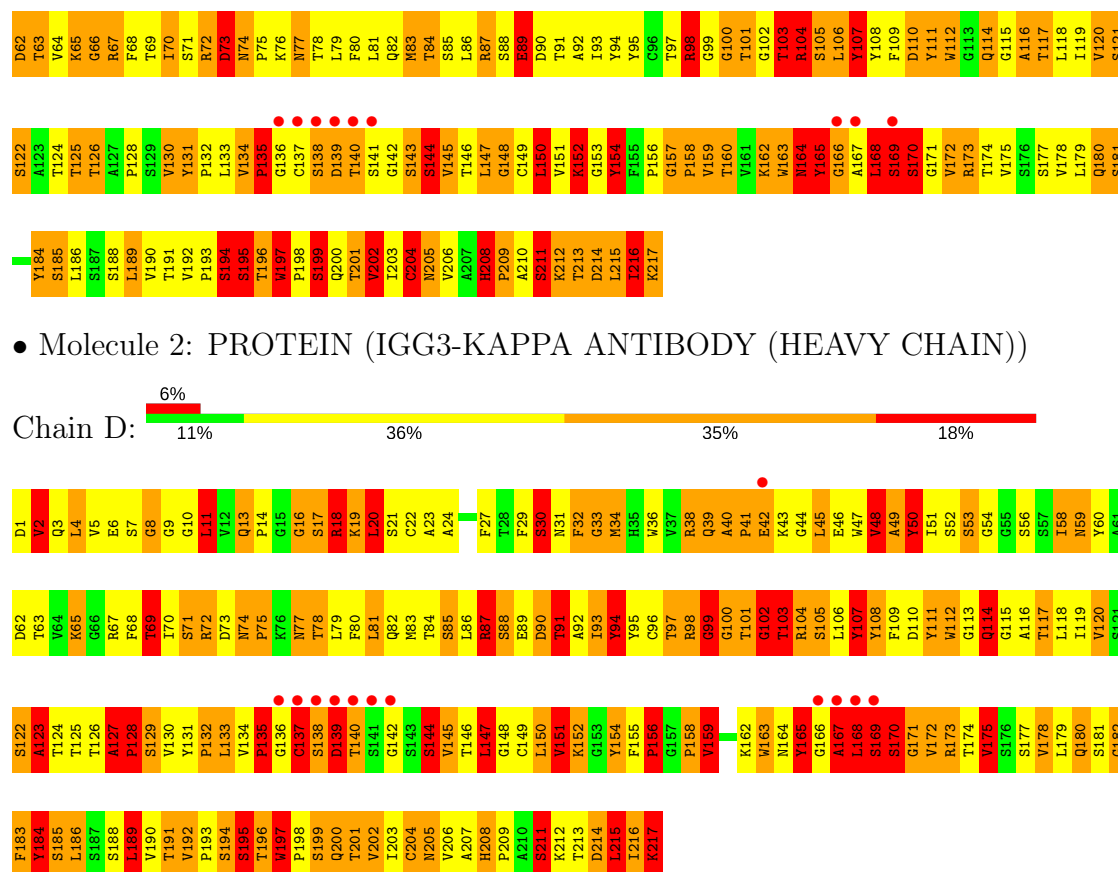 D62 T63 V64 K65 G66 R67 F68 T69 I70 S71 R72 D73 N74 P75 K76 N77 T78 L79 F80 L81 Q82 M83 T84 S85 L86 R87 S88 E89 D90 T91 A92 I93 Y94 Y95 C96 T97 R98 G99 G100 T101 G102 T103 R104 S105 L106 Y107 Y108 F109 D110 Y111 W112 G113 Q114 G115 A116 T117 L118 I119 V120 S121
S122 A123 T124 T125 T126 A127 P128 S129 V130 Y131 P132 L133 V134 P135 G136 C137 S138 D139 T140 S141 G142 S143 S144 V145 T146 L147 G148 C149 L150 V151 K152 G153 Y154 F155 P156 G157 P158 V159 T160 V161 K162 W163 N164 Y165 G166 A167 L168 S169 S170 G171 V172 R173 T174 V175 S176 S177 V178 L179 Q180 S181
Y184 S185 L186 S187 S188 L189 V190 T191 V192 P193 S194 S195 T196 W197 P198 S199 Q200 T201 V202 I203 C204 N205 V206 A207 H208 P209 A210 S211 K212 T213 D214 L215 I216 K217
• Molecule 2: PROTEIN (IGG3-KAPPA ANTIBODY (HEAVY CHAIN))
6%
Chain D:
11% 36% 35% 18%
D1 V2 Q3 L4 V5 E6 S7 G8 G9 G10 L11 V12 Q13 P14 G15 G16 S17 R18 K19 L20 S21 C22 A23 A24 F27 T28 F29 S30 N31 F32 G33 M34 H35 W36 V37 R38 Q39 A40 P41 E42 K43 G44 L45 E46 W47 V48 A49 Y50 I51 S52 S53 G54 G55 S56 S57 I58 N59 Y60 A61
D62 T63 V64 K65 G66 R67 F68 T69 I70 S71 R72 D73 N74 P75 K76 N77 T78 L79 F80 L81 Q82 M83 T84 S85 L86 R87 S88 E89 D90 T91 A92 I93 Y94 Y95 C96 T97 R98 G99 G100 T101 G102 T103 R104 S105 L106 Y107 Y108 F109 D110 Y111 W112 G113 Q114 G115 A116 T117 L118 I119 V120 S121
S122 A123 T124 T125 T126 A127 P128 S129 V130 Y131 P132 L133 V134 P135 G136 C137 S138 D139 T140 S141 G142 S143 S144 V145 T146 L147 G148 C149 L150 V151 K152 G153 Y154 F155 P156 G157 P158 V159 K162 W163 N164 Y165 G166 A167 L168 S169 S170 G171 V172 R173 T174 V175 S176 S177 V178 L179 Q180 S181 G182
F183 Y184 S185 L186 S187 S188 L189 V190 T191 V192 P193 S194 S195 T196 W197 P198 S199 Q200 T201 V202 I203 C204 N205 V206 A207 H208 P209 A210 S211 K212 T213 D214 L215 I216 K217